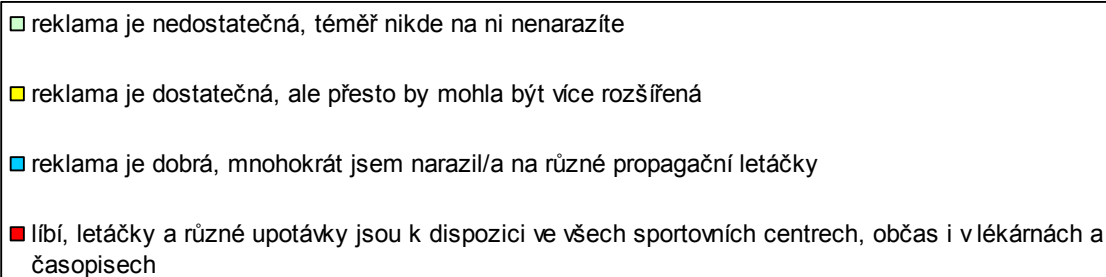 reklama je nedostatečná, téměř nikde na ni nenarazíte
reklama je dostatečná, ale přesto by mohla být více rozšířená
reklama je dobrá, mnohokrát jsem narazil/a na různé propagační letáčky
líbí, letáčky a různé upotávky jsou k dispozici ve všech sportovních centrech, občas i v lékárnách a
časopisech